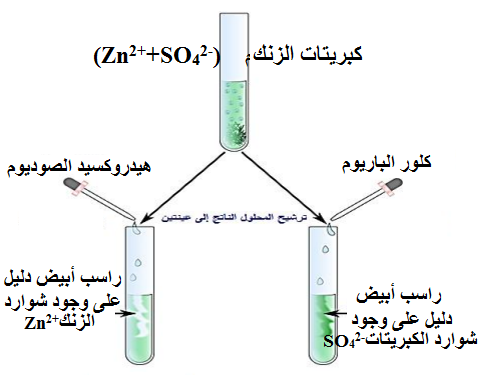 كبريتات الزنك (Zn²⁺+SO₄²⁻)
هيدروكسيد الصوديوم
كلور الباريوم
ترشيح المحلول الناتج إلى عينتين
راسب أبيض دليل
على وجود شوارد
الزنك Zn²⁺
راسب أبيض
دليل على وجود
شوارد الكبريتات SO₄²⁻